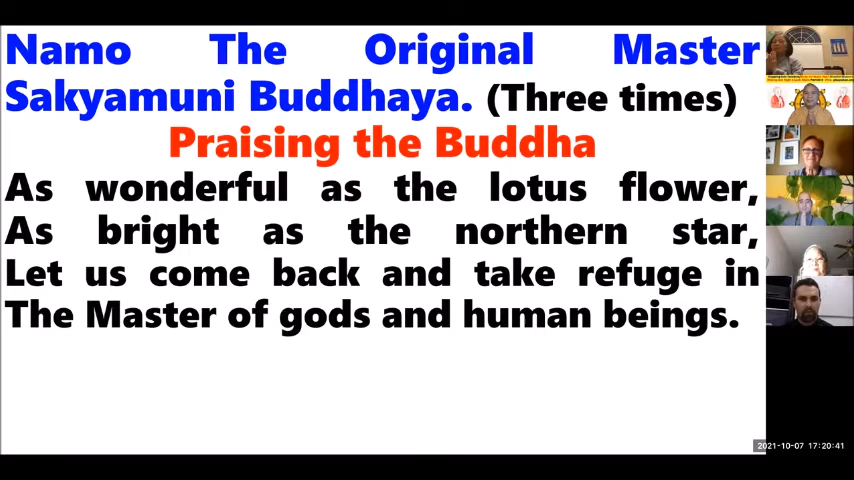 Namo The Original Master
Sakyamuni Buddhaya. (Three times)
Praising the Buddha
As wonderful as the lotus flower,
As bright as the northern star,
Let us come back and take refuge in
The Master of gods and human beings.
2021-10-07 17:20:41